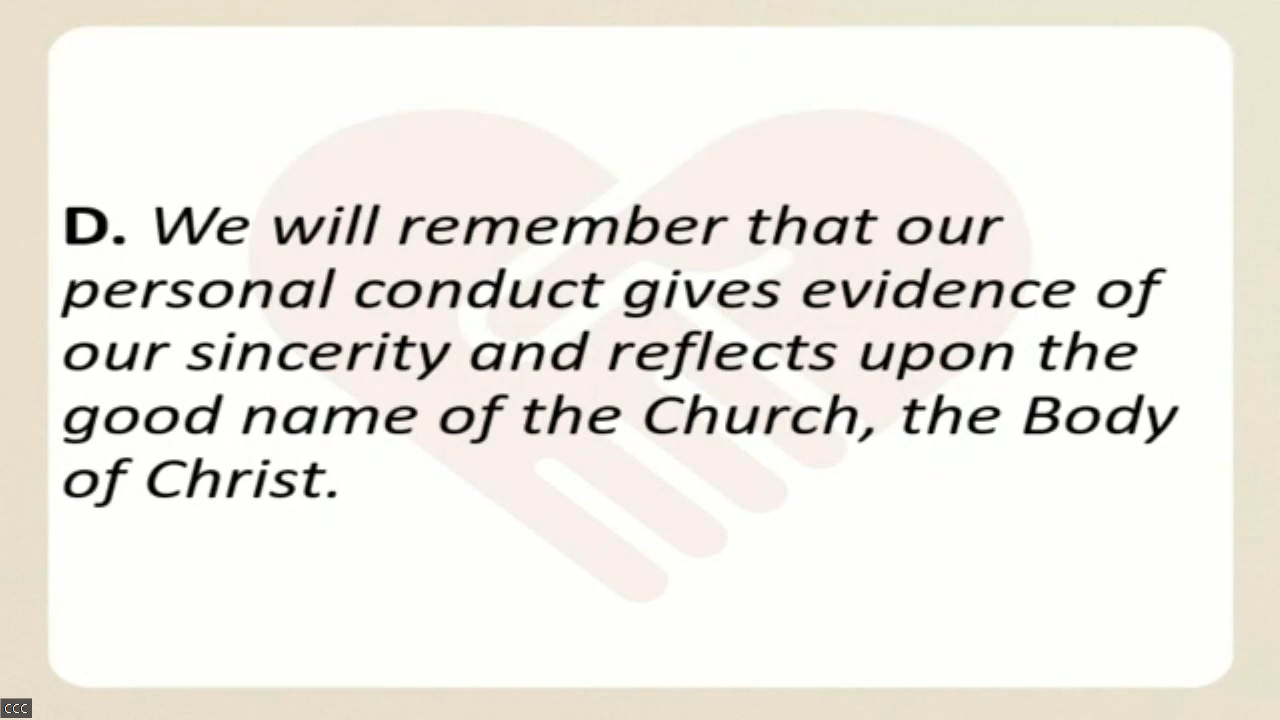 D. We will remember that our
personal conduct gives evidence of
our sincerity and reflects upon the
good name of the Church, the Body
of Christ.
CCC